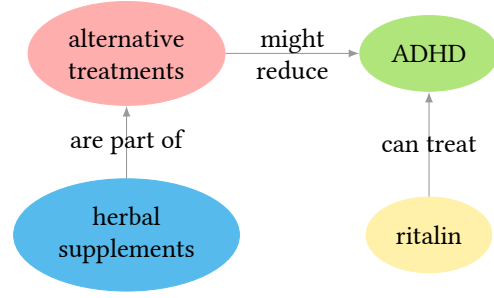 alternative
treatments
might
reduce
ADHD
are part of
can treat
herbal
supplements
ritalin